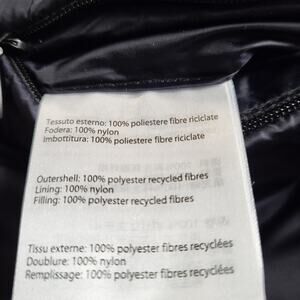 Tessuto esterno: 100% poliestere fibre riciclate
Fodera: 100% nylon
Imbottitura: 100% poliestere fibre riciclate
Outershell: 100% polyester recycled fibres
Lining: 100% nylon
Filling: 100% polyester recycled fibres
Tissu externe: 100% polyester fibres recyclées
Doublure: 100% nylon
Remplissage: 100% polyester fibres recyclées